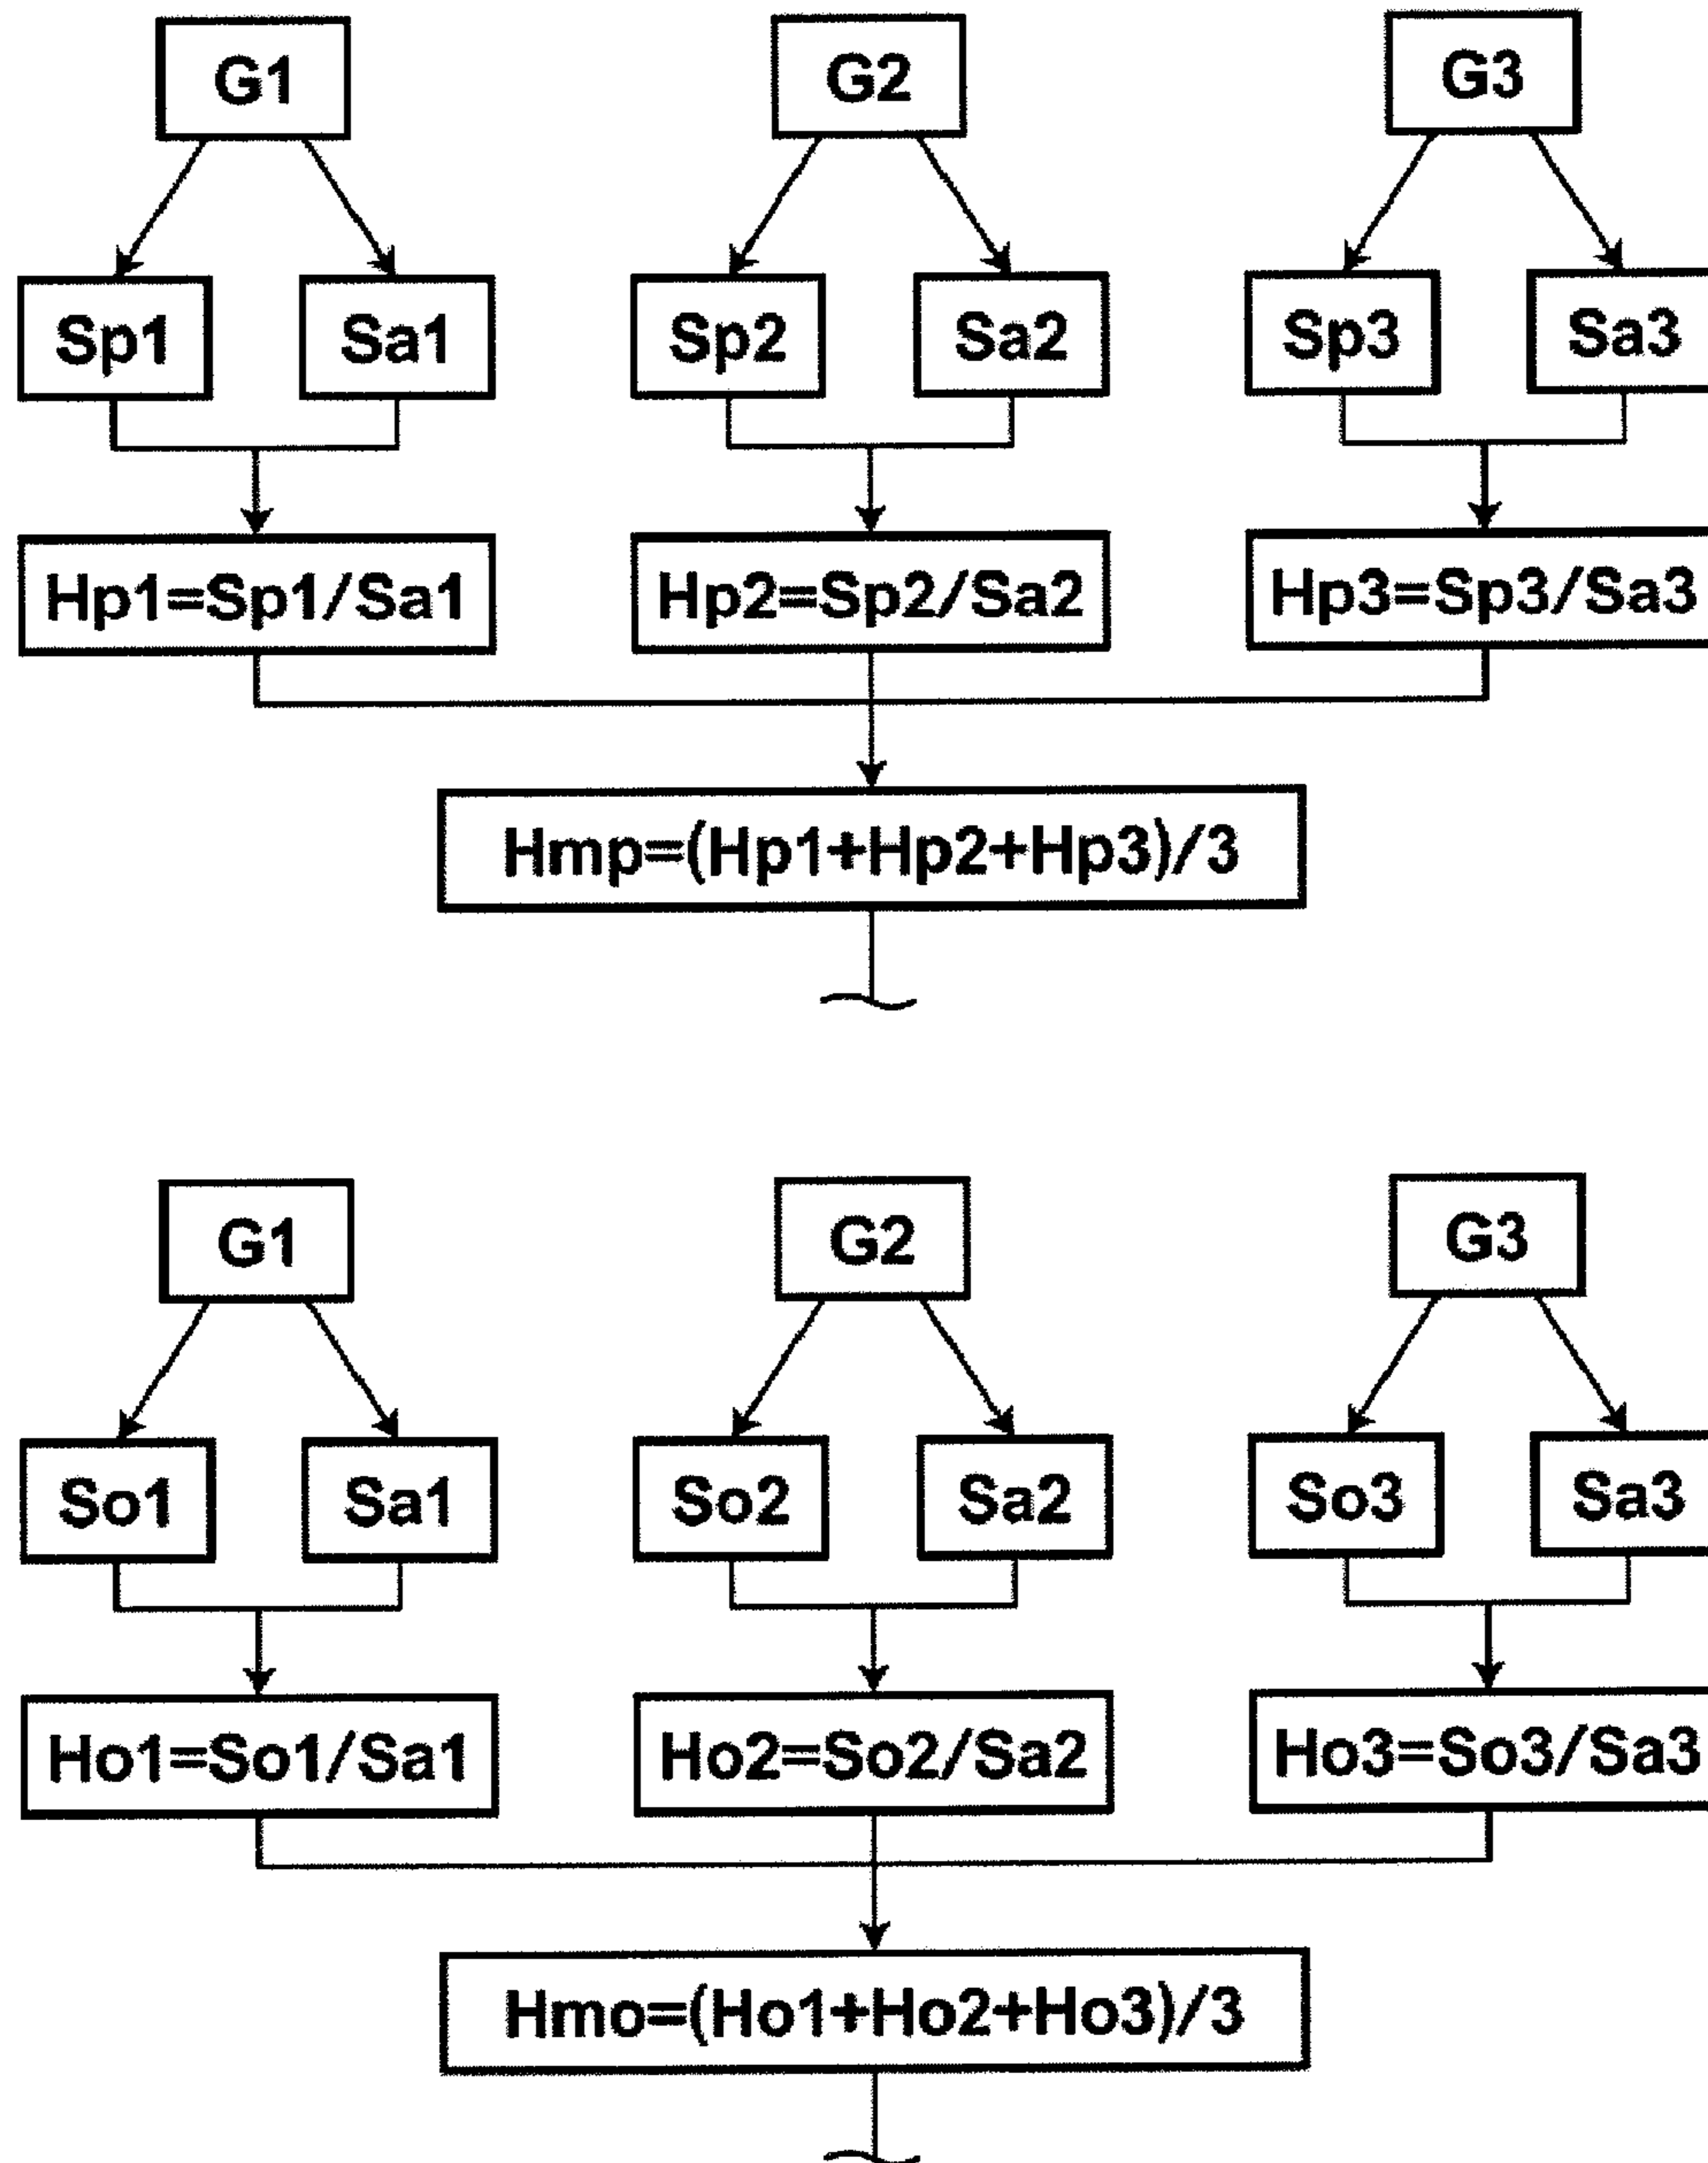 G1 G2 G3
Sp1 Sa1 Sp2 Sa2 Sp3 Sa3
Hp1=Sp1/Sa1 Hp2=Sp2/Sa2 Hp3=Sp3/Sa3
Hmp=(Hp1+Hp2+Hp3)/3
G1 G2 G3
So1 Sa1 So2 Sa2 So3 Sa3
Ho1=So1/Sa1 Ho2=So2/Sa2 Ho3=So3/Sa3
Hmo=(Ho1+Ho2+Ho3)/3